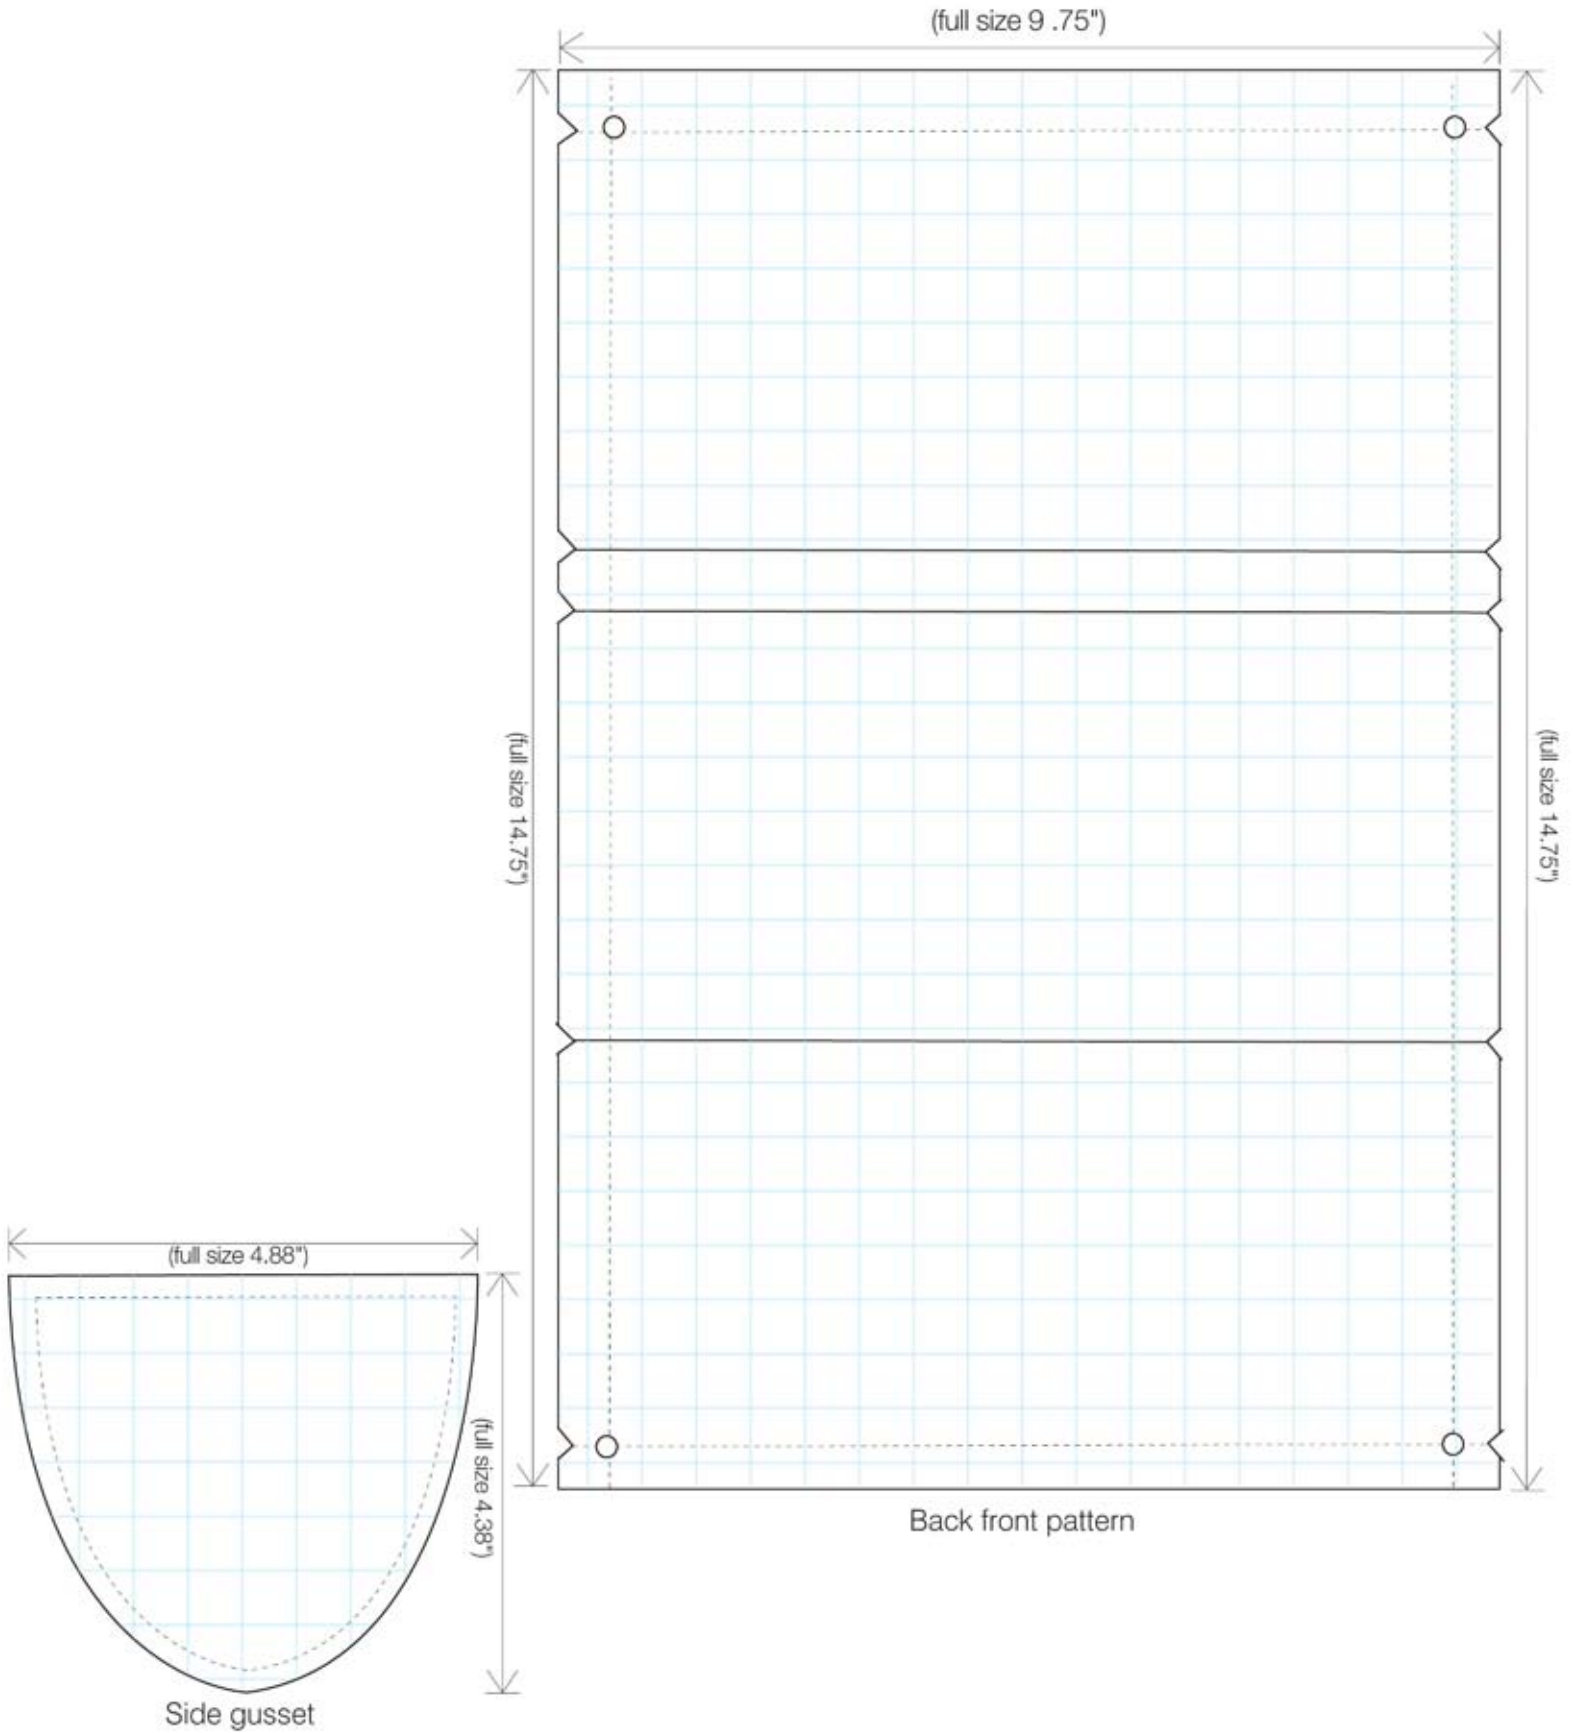 (full size 9 .75")
(full size 14.75")
(full size 14.75")
Back front pattern
(full size 4.88")
(full size 4.38")
Side gusset